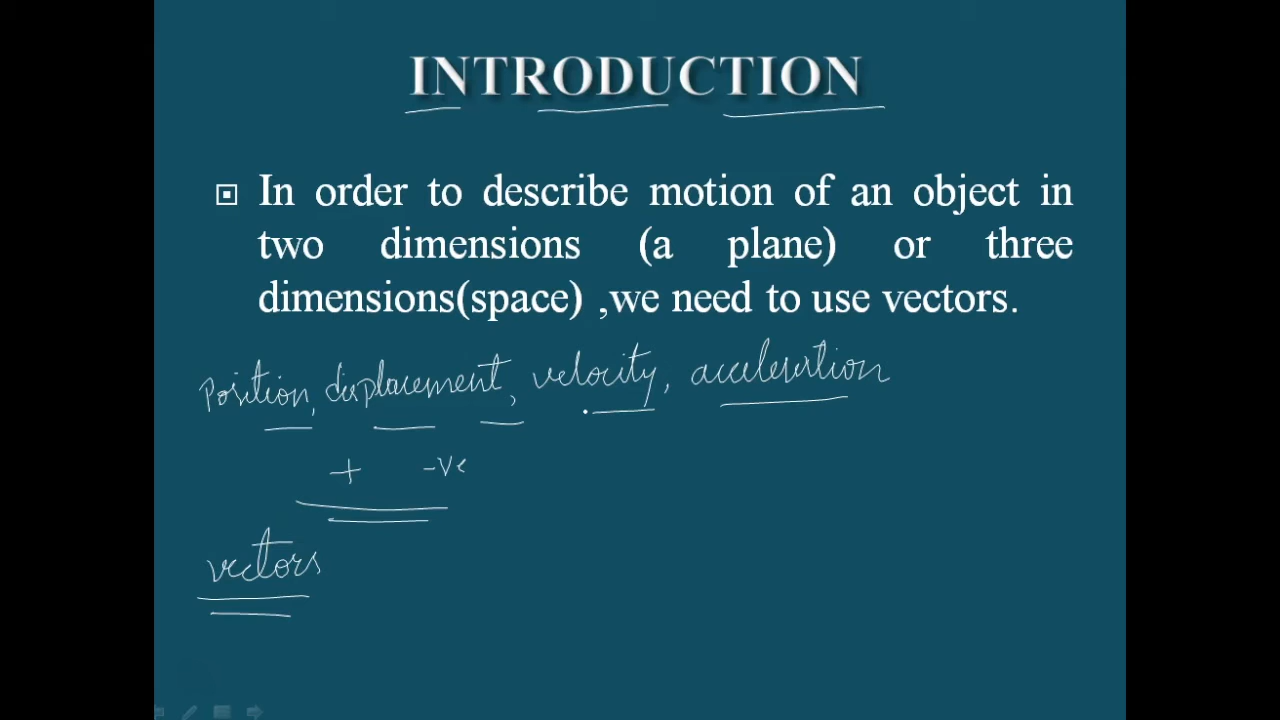 INTRODUCTION
In order to describe motion of an object in
two dimensions (a plane) or three
dimensions(space) ,we need to use vectors.
Position, displacement, velocity, acceleration
+ -ve
vectors